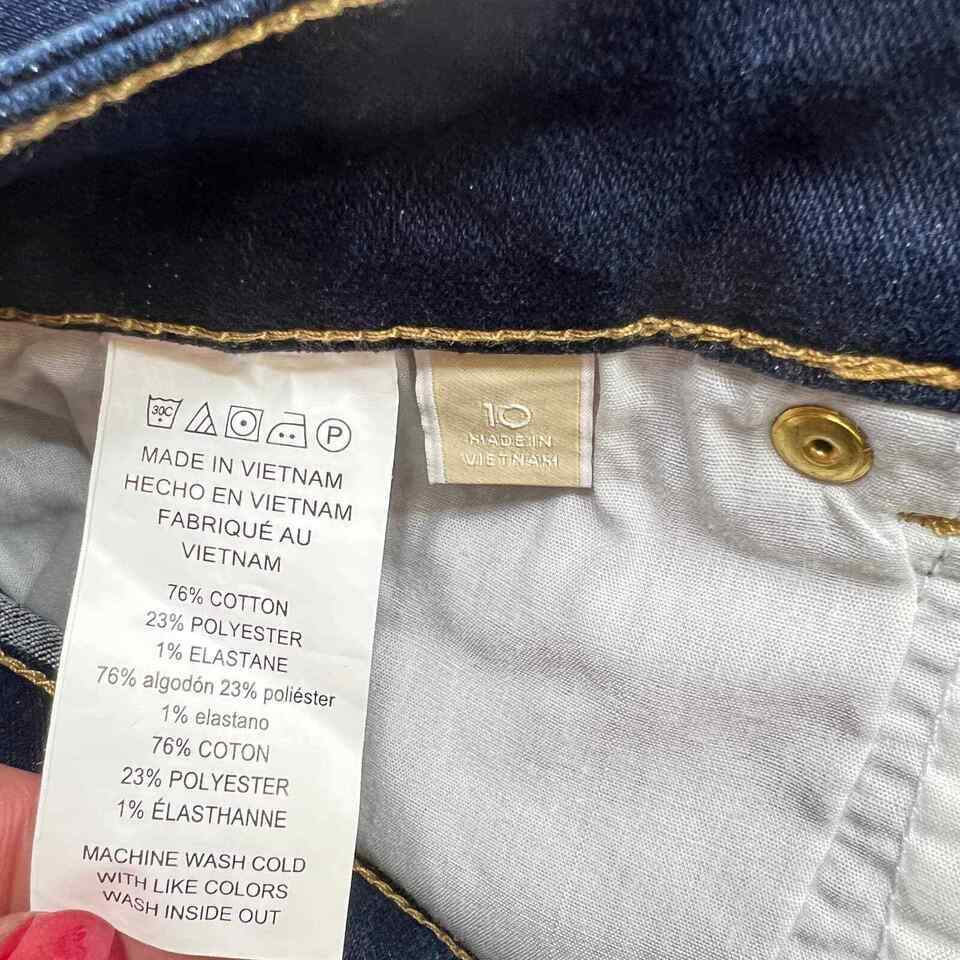 30C
P
MADE IN VIETNAM
HECHO EN VIETNAM
FABRIQUÉ AU
VIETNAM
76% COTTON
23% POLYESTER
1% ELASTANE
76% algodón 23% poliéster
1% elastano
76% COTON
23% POLYESTER
1% ÉLASTHANNE
MACHINE WASH COLD
WITH LIKE COLORS
WASH INSIDE OUT
10
MADE IN
VIETNAM